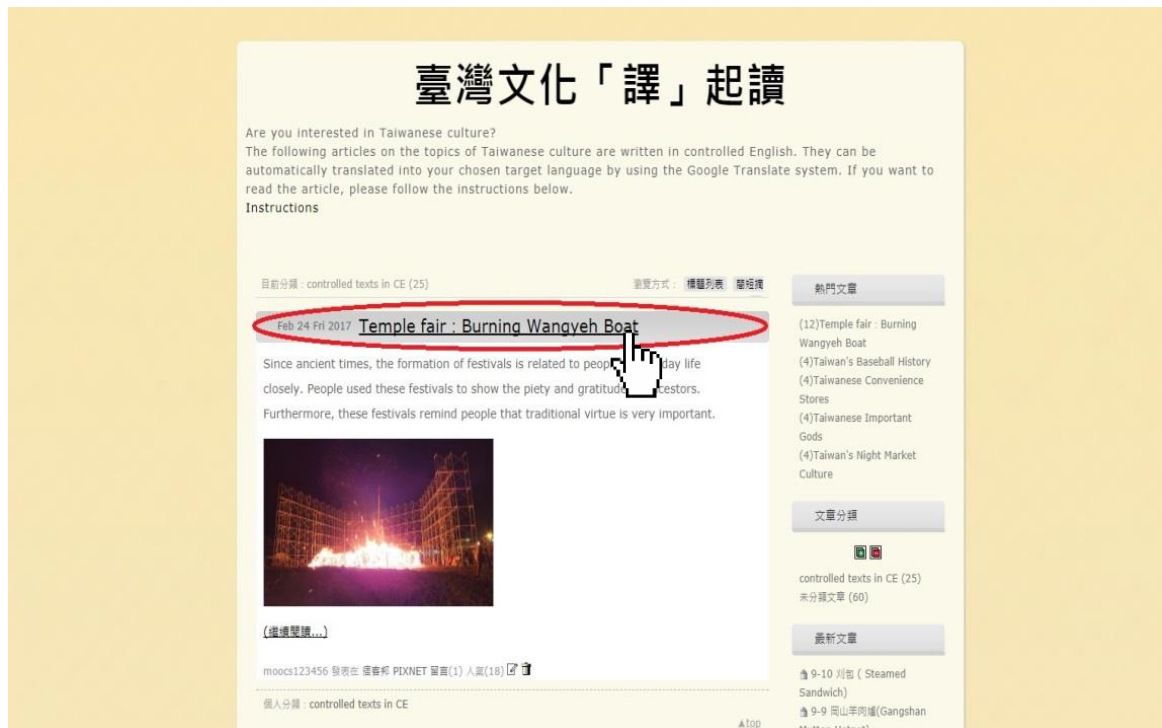 臺灣文化「譯」起讀
Are you interested in Taiwanese culture?
The following articles on the topics of Taiwanese culture are written in controlled English. They can be
automatically translated into your chosen target language by using the Google Translate system. If you want to
read the article, please follow the instructions below.
Instructions
目前分類 : controlled texts in CE (25)
瀏覽方式 : 標題列表 簡短摘
Feb 24 Fri 2017 Temple fair : Burning Wangyeh Boat
Since ancient times, the formation of festivals is related to day life
closely. People used these festivals to show the piety and
Furthermore, these festivals remind people that traditional virtue is very important.
(繼續閱讀...)
moocs123456 發表在 痞客邦 PIXNET 留言(1) 人氣(18)
個人分類 : controlled texts in CE
▲top
熱門文章
(12)Temple fair : Burning
Wangyeh Boat
(4)Taiwan's Baseball History
(4)Taiwanese Convenience
Stores
(4)Taiwanese Important
Gods
(4)Taiwan's Night Market
Culture
文章分類
controlled texts in CE (25)
未分類文章 (60)
最新文章
9-10 刈包 ( Steamed
Sandwich)
9-9 岡山羊肉爐(Gangshan